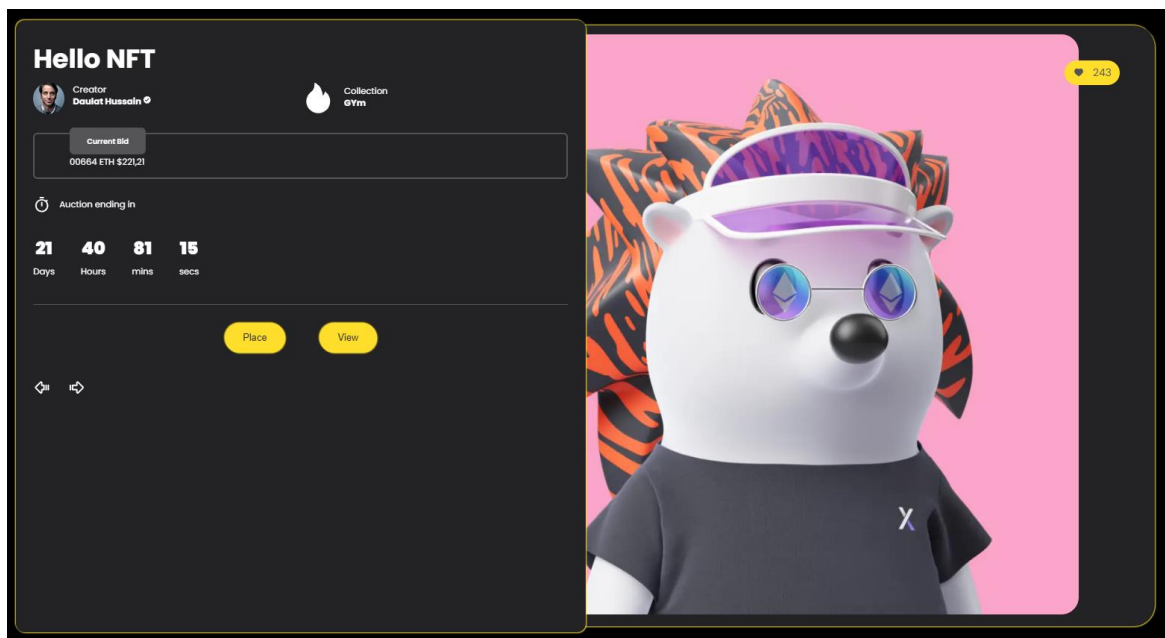 Hello NFT
Creator
Daulat Hussain
Collection
GYm
Current Bid
00664 ETH $221,21
Auction ending in
21 40 81 15
Days Hours mins secs
Place View
243
X